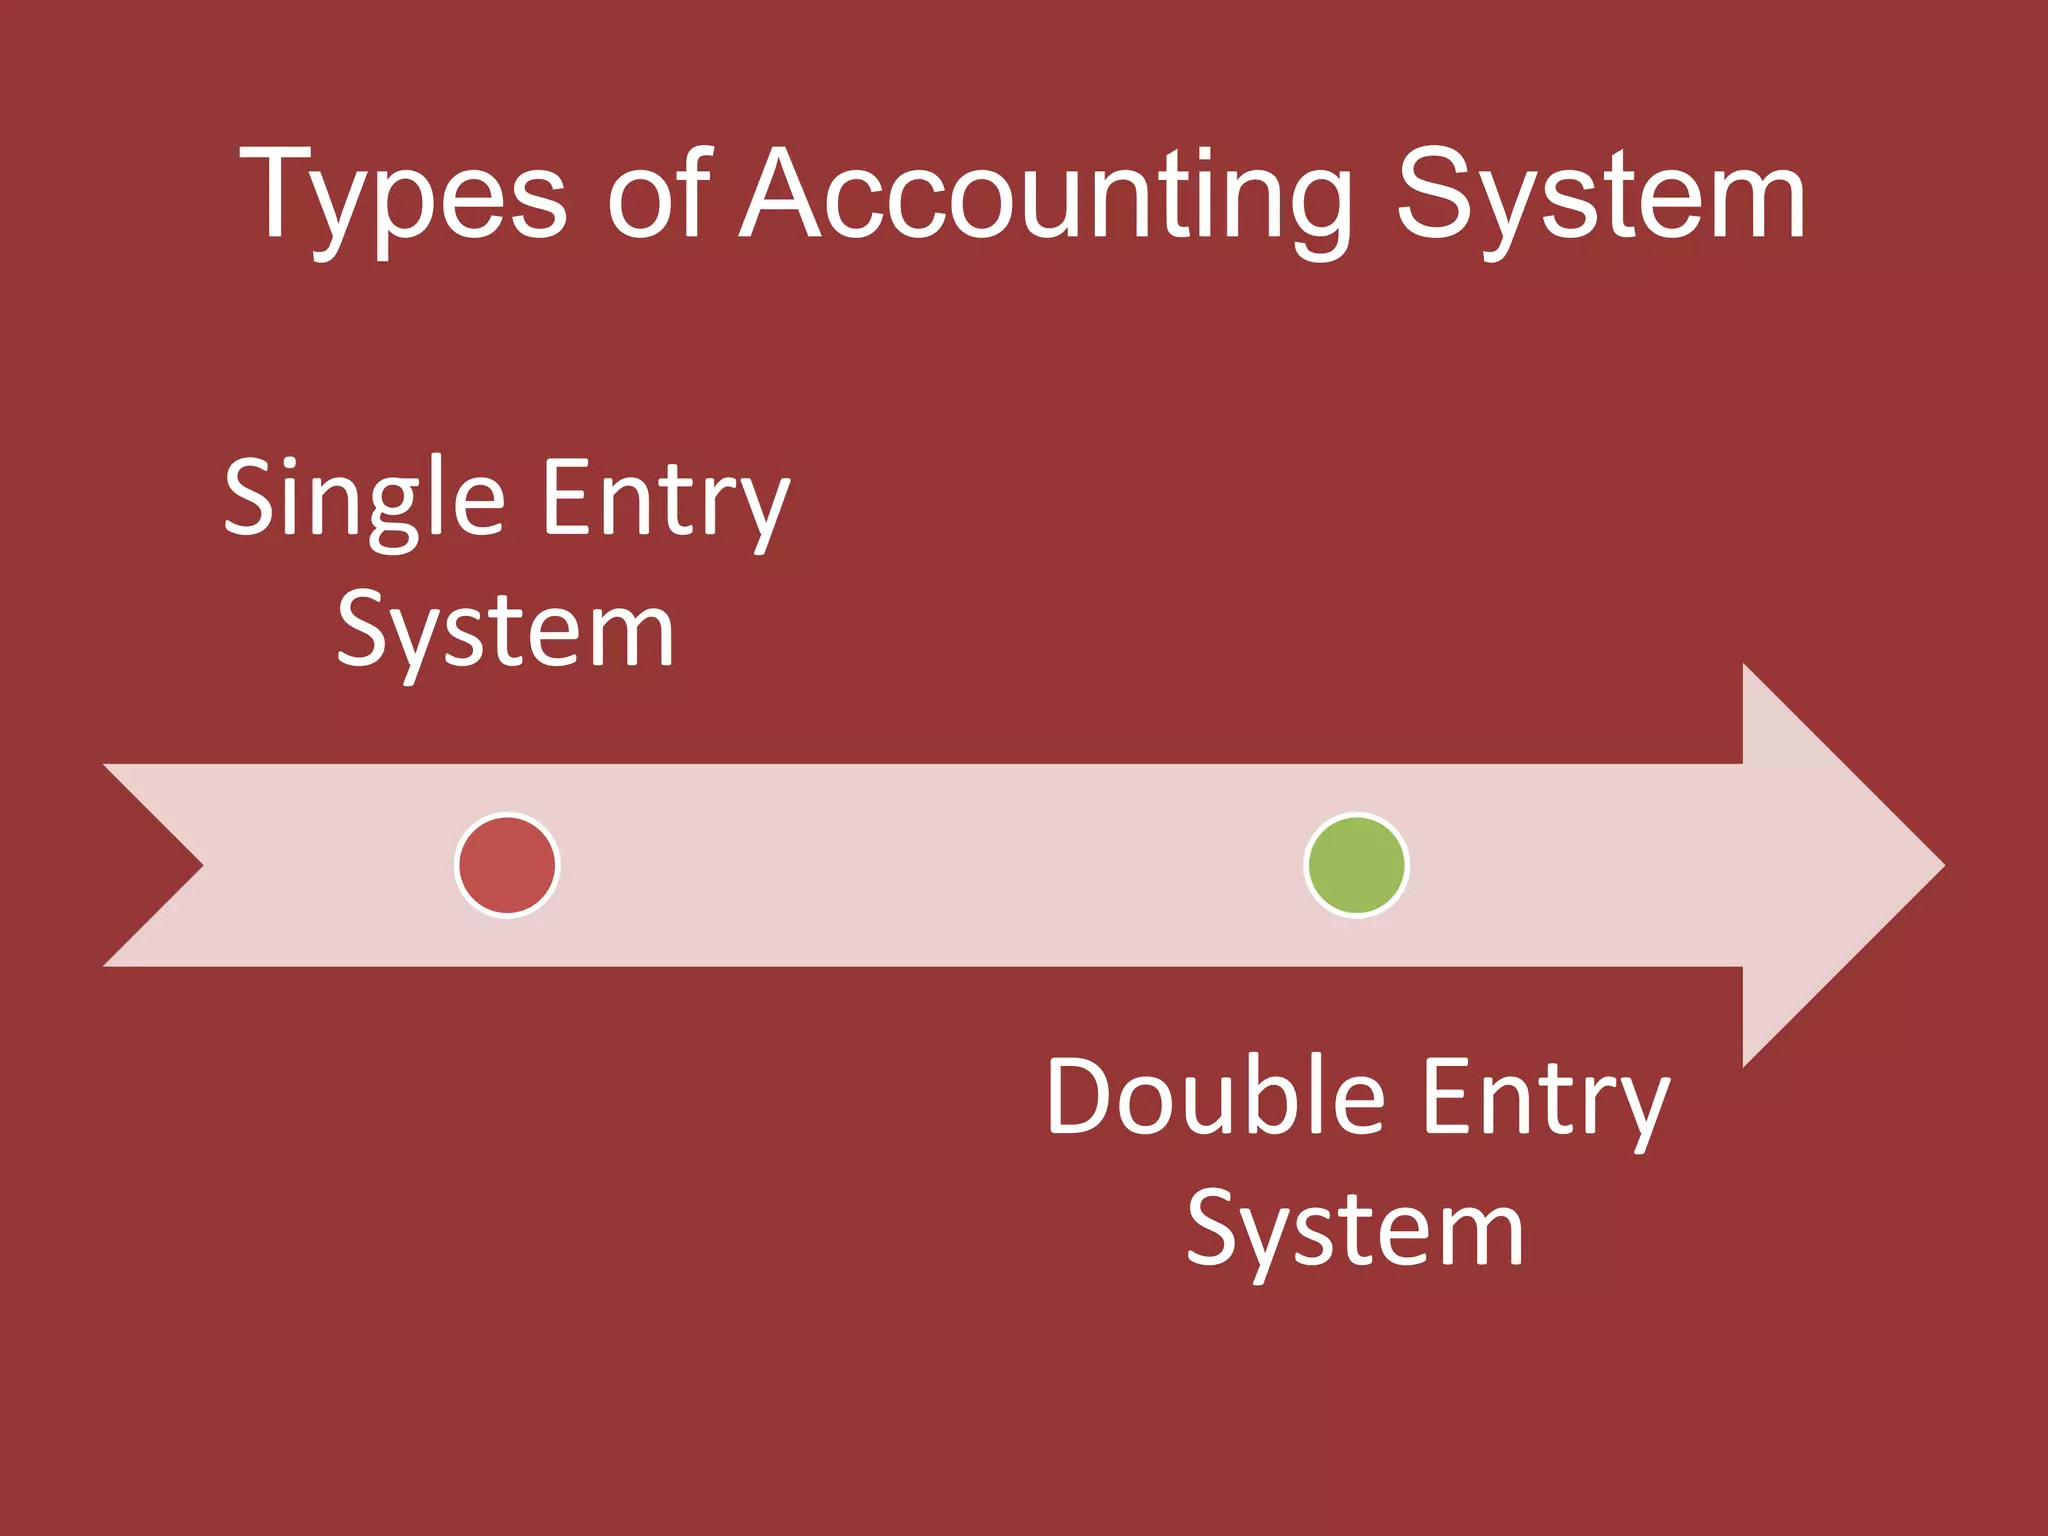 Types of Accounting System
Single Entry
System
Double Entry
System